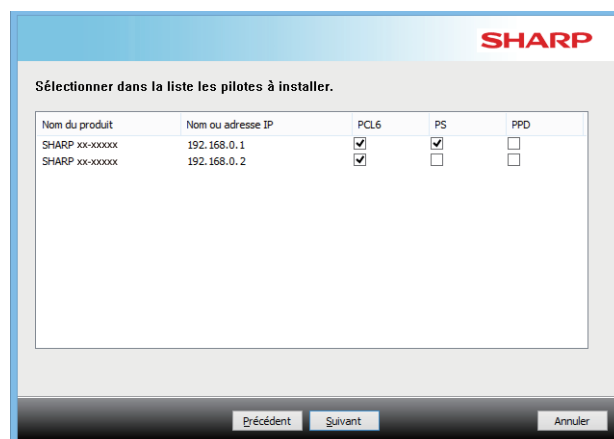 SHARP
Sélectionner dans la liste les pilotes à installer.
Nom du produit Nom ou adresse IP PCL6 PS PPD
SHARP xx-xxxxx 192.168.0.1
SHARP xx-xxxxx 192.168.0.2
Précédent Suivant Annuler